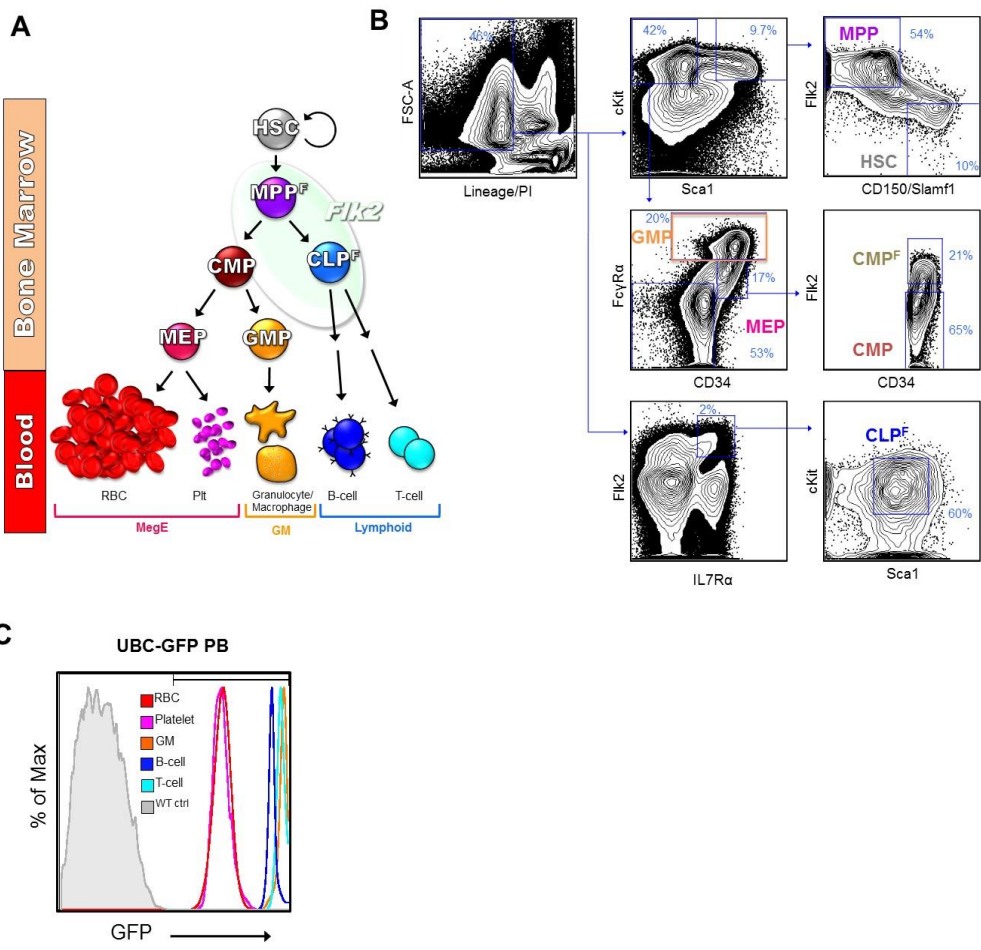 A
Bone Marrow
Blood
HSC
MPPF
Flk2
CMP
CLPF
MEP
GMP
RBC
Plt
Granulocyte/
Macrophage
B-cell
T-cell
MegE
GM
Lymphoid
B
46%
FSC-A
Lineage/PI
42%
9.7%
cKit
Sca1
MPP
54%
Flk2
HSC
10%
CD150/Slamf1
20%
GMP
FcγRα
17%
MEP
53%
CD34
CMPF
21%
Flk2
65%
CMP
CD34
2%
Flk2
IL7Rα
CLPF
cKit
60%
Sca1
C
UBC-GFP PB
RBC
Platelet
GM
B-cell
T-cell
WT ctrl
% of Max
GFP